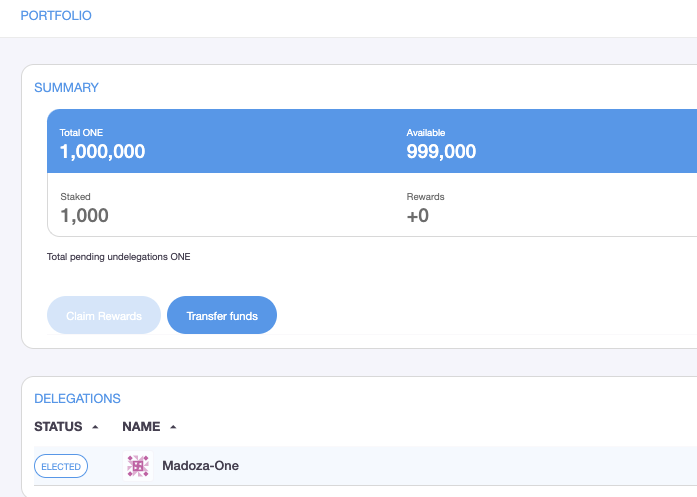 PORTFOLIO
SUMMARY
Total ONE Available
1,000,000 999,000
Staked Rewards
1,000 +0
Total pending undelegations ONE
Claim Rewards Transfer funds
DELEGATIONS
STATUS NAME
ELECTED Madoza-One